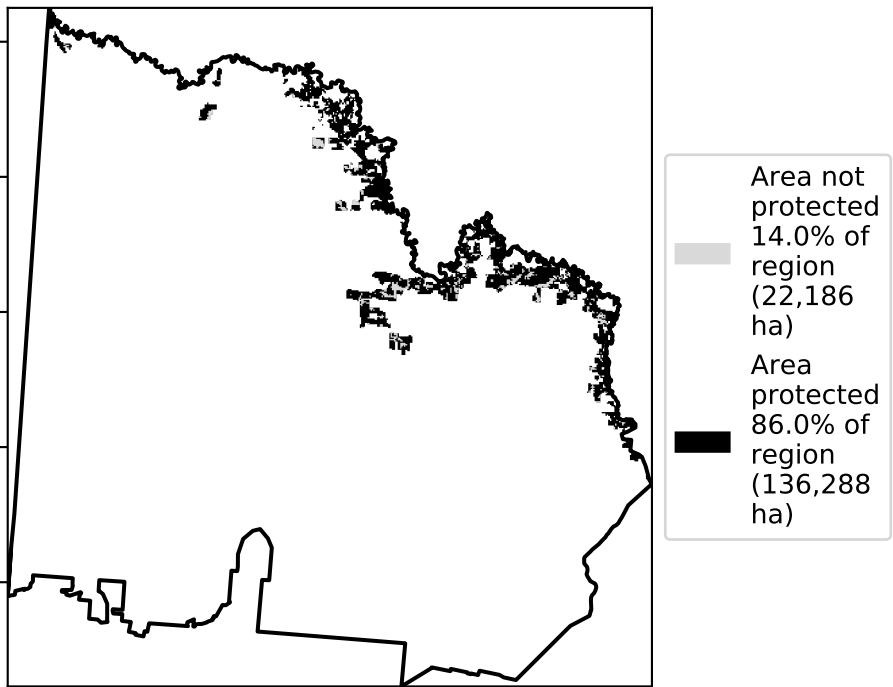 Area not
protected
14.0% of
region
(22,186
ha)
Area
protected
86.0% of
region
(136,288
ha)